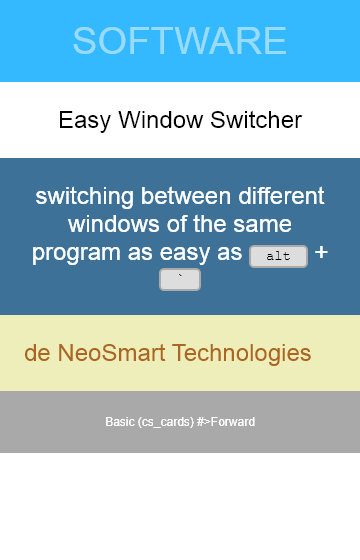 SOFTWARE
Easy Window Switcher
switching between different
windows of the same
program as easy as alt +
`
de NeoSmart Technologies
Basic (cs_cards) #>Forward